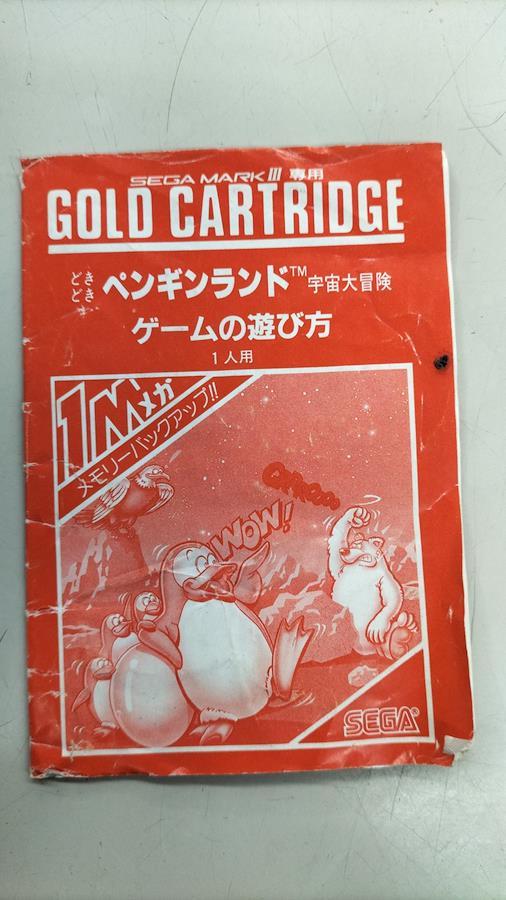 SEGA MARK III 専用
GOLD CARTRIDGE
どきどき ペンギンランド™宇宙大冒険
ゲームの遊び方
1人用
1Mメガ
メモリーバックアップ!!
WOW!
SEGA®